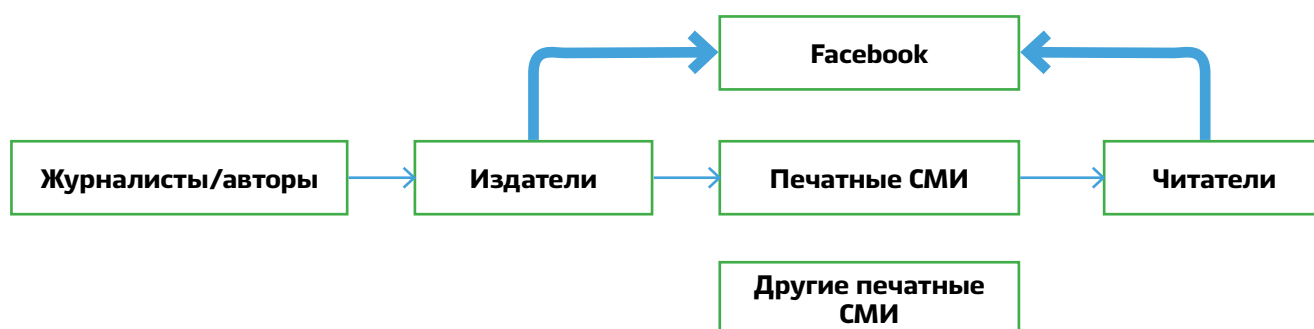 Facebook
Журналисты/авторы
Издатели
Печатные СМИ
Читатели
Другие печатные
СМИ